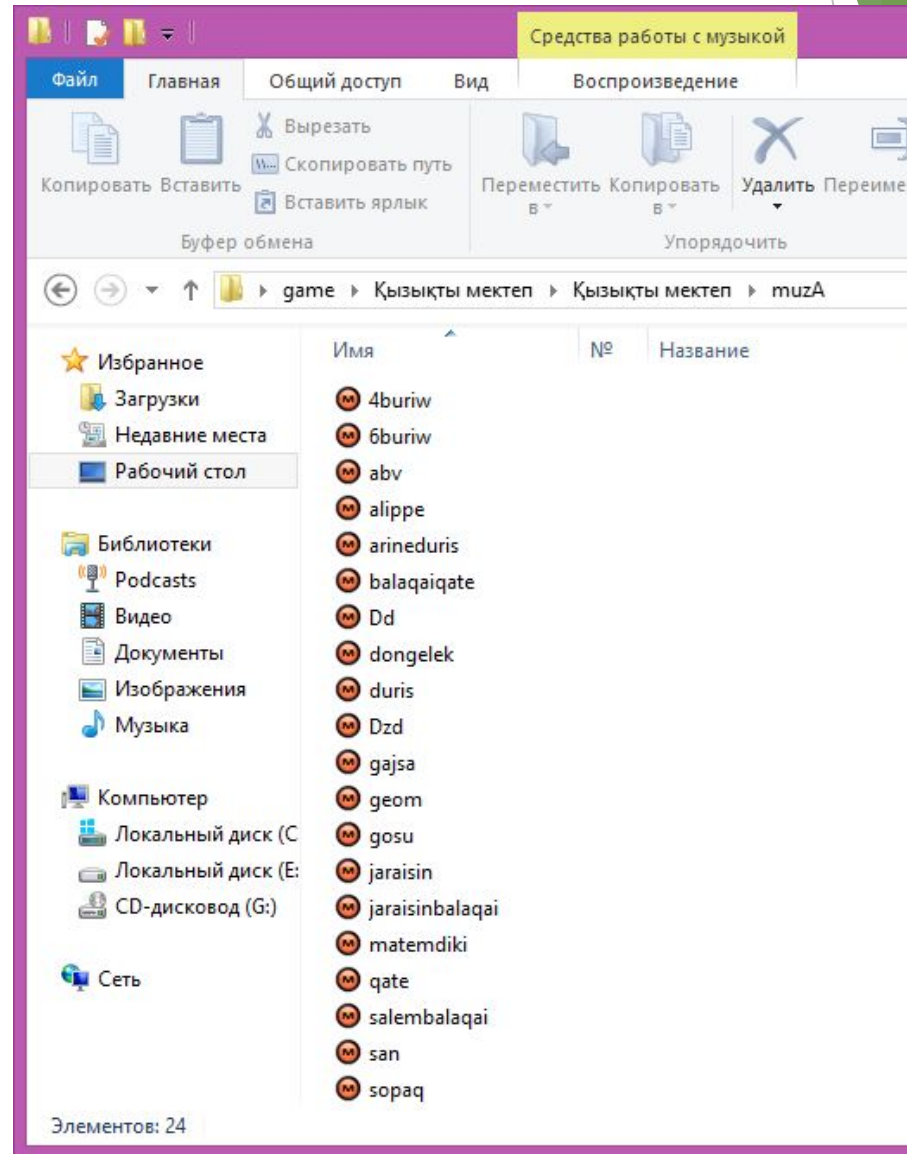 Средства работы с музыкой
Файл Главная Общий доступ Вид Воспроизведение
Копировать Вставить
Вырезать
Скопировать путь
Вставить ярлык
Переместить в Копировать в Удалить Переиме
Буфер обмена Упорядочить
game Қызықты мектеп Қызықты мектеп muzA
Избранное
Загрузки
Недавние места
Рабочий стол
Библиотеки
Podcasts
Видео
Документы
Изображения
Музыка
Компьютер
Локальный диск (C
Локальный диск (E:
CD-дисковод (G:)
Сеть
Имя № Название
4buriw
6buriw
abv
alippe
arineduris
balaqaiqate
Dd
dongelek
duris
Dzd
gajsa
geom
gosu
jaraisin
jaraisinbalaqai
matemdiki
qate
salembalaqai
san
sopaq
Элементов: 24